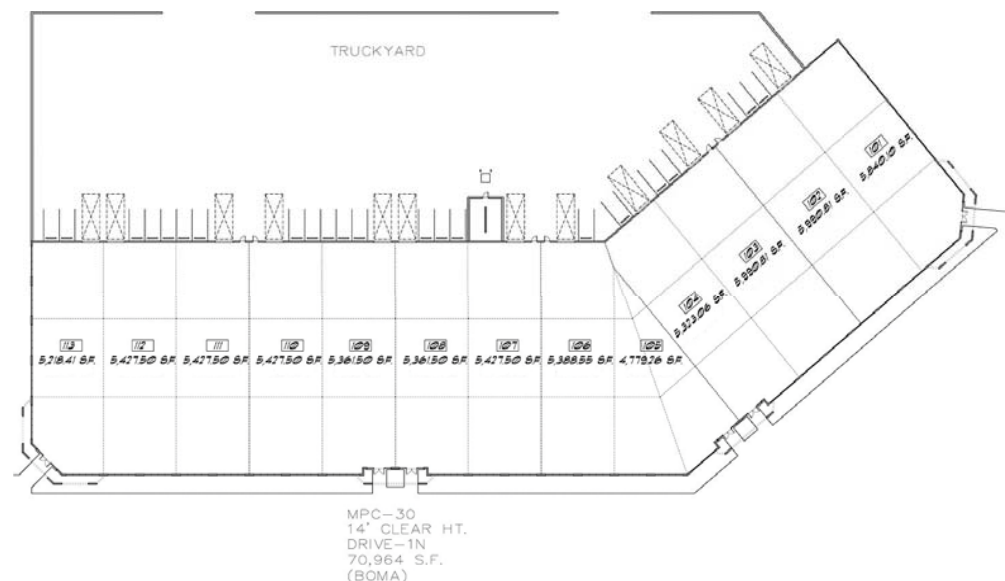 TRUCKYARD
101
5,840.10 S.F.
102
5,990.81 S.F.
103
5,990.81 S.F.
104
5,323.06 S.F.
113
5,218.41 S.F.
112
5,427.50 S.F.
111
5,427.50 S.F.
110
5,427.50 S.F.
109
5,361.50 S.F.
108
5,361.50 S.F.
107
5,427.50 S.F.
106
5,388.55 S.F.
105
4,779.26 S.F.
MPC-30
14' CLEAR HT.
DRIVE-1N
70,964 S.F.
(BOMA)